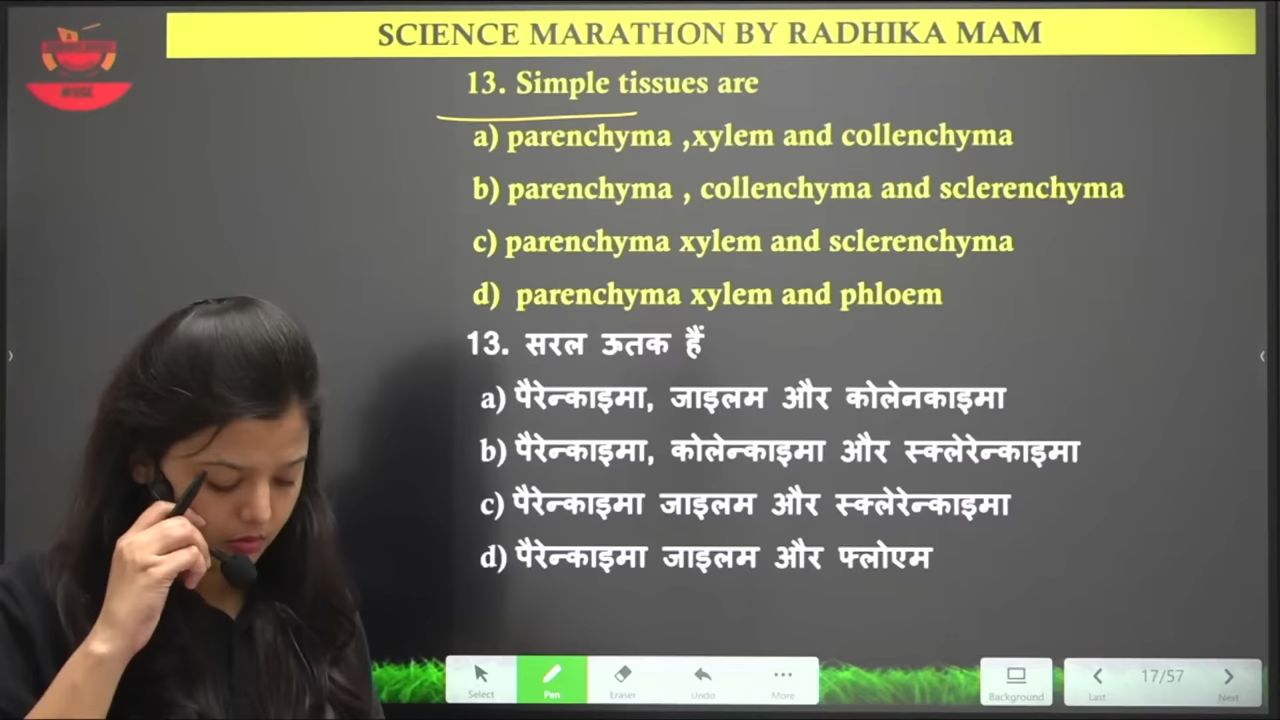 SCIENCE MARATHON BY RADHIKA MAM
13. Simple tissues are
a) parenchyma ,xylem and collenchyma
b) parenchyma , collenchyma and sclerenchyma
c) parenchyma xylem and sclerenchyma
d) parenchyma xylem and phloem
13. सरल ऊतक हैं
a) पैरेन्काइमा, जाइलम और कोलेनकाइमा
b) पैरेन्काइमा, कोलेन्काइमा और स्क्लेरेन्काइमा
c) पैरेन्काइमा जाइलम और स्क्लेरेन्काइमा
d) पैरेन्काइमा जाइलम और फ्लोएम
Select Pen Eraser Undo More Background Last 17/57 Next